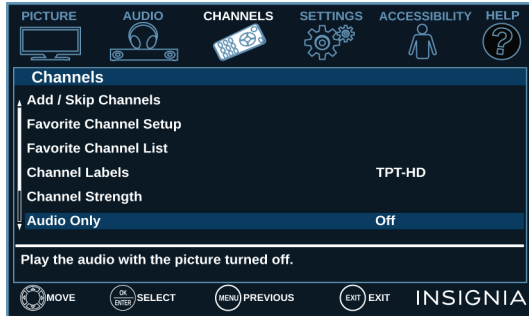 PICTURE AUDIO CHANNELS SETTINGS ACCESSIBILITY HELP
?
Channels
Add / Skip Channels
Favorite Channel Setup
Favorite Channel List
Channel Labels TPT-HD
Channel Strength
Audio Only Off
Play the audio with the picture turned off.
MOVE OK ENTER SELECT MENU PREVIOUS EXIT EXIT INSIGNIA